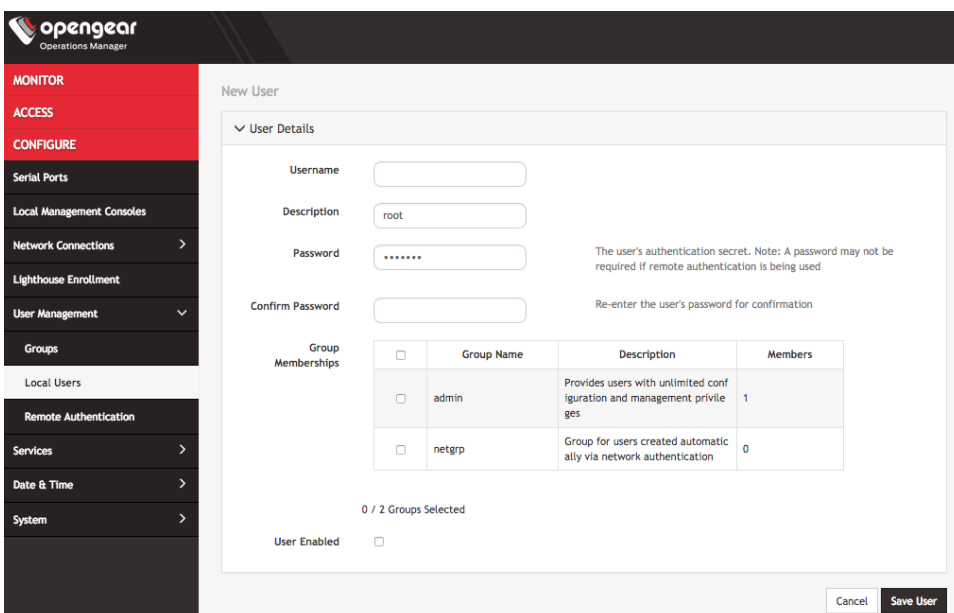 opengear
Operations Manager
MONITOR
ACCESS
CONFIGURE
Serial Ports
Local Management Consoles
Network Connections
Lighthouse Enrollment
User Management
Groups
Local Users
Remote Authentication
Services
Date & Time
System
New User
User Details
Username
Description
root
Password
•••••••
The user's authentication secret. Note: A password may not be
required if remote authentication is being used
Confirm Password
Re-enter the user's password for confirmation
Group
Memberships
Group Name Description Members
admin
Provides users with unlimited conf
iguration and management privile
ges
1
netgrp
Group for users created automatic
ally via network authentication
0
0 / 2 Groups Selected
User Enabled
Cancel
Save User